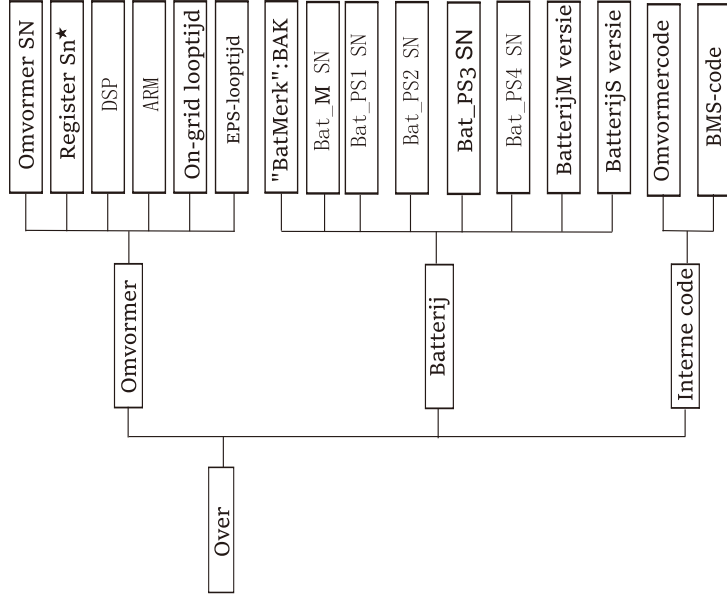 Over
Omvormer
Omvormer SN
Register Sn★
DSP
ARM
On-grid looptijd
EPS-looptijd
Batterij
"BatMerk":BAK
Bat_M SN
Bat_PS1 SN
Bat_PS2 SN
Bat_PS3 SN
Bat_PS4 SN
BatterijM versie
BatterijS versie
Interne code
Omvormercode
BMS-code